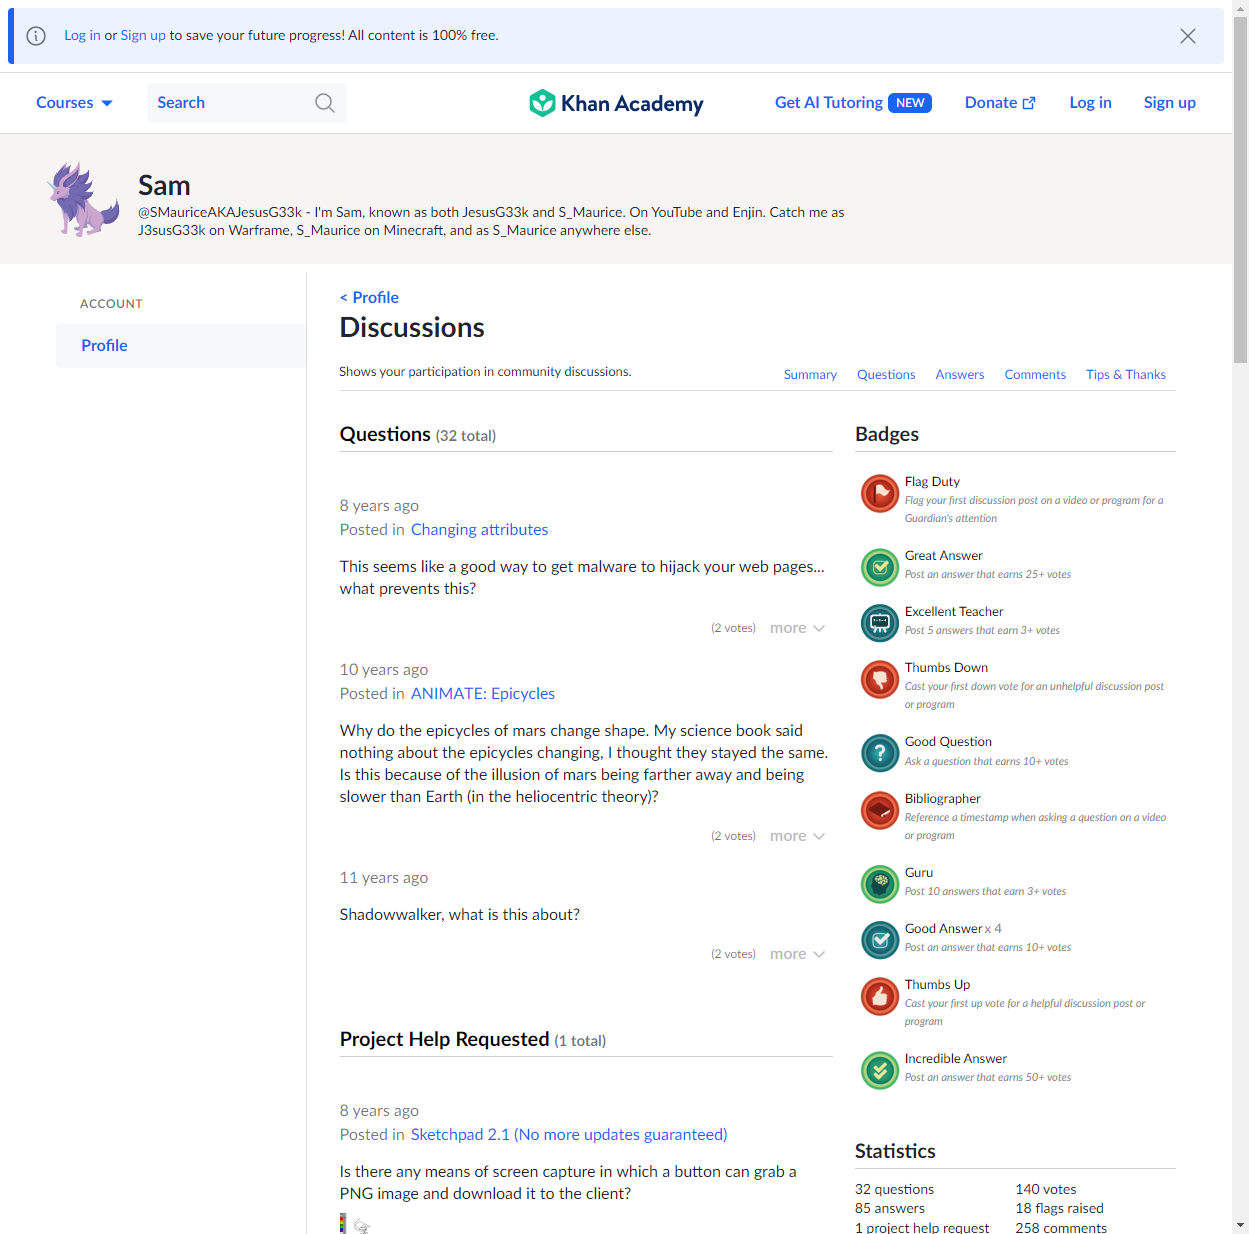 Log in or Sign up to save your future progress! All content is 100% free.
Courses
Search
Khan Academy
Get AI Tutoring NEW
Donate
Log in
Sign up
Sam
@SMauriceAKAJesusG33k - I'm Sam, known as both JesusG33k and S_Maurice. On YouTube and Enjin. Catch me as
J3susG33k on Warframe, S_Maurice on Minecraft, and as S_Maurice anywhere else.
ACCOUNT
Profile
< Profile
Discussions
Shows your participation in community discussions.
Summary
Questions
Answers
Comments
Tips & Thanks
Questions (32 total)
8 years ago
Posted in Changing attributes
This seems like a good way to get malware to hijack your web pages...
what prevents this?
(2 votes) more
10 years ago
Posted in ANIMATE: Epicycles
Why do the epicycles of mars change shape. My science book said
nothing about the epicycles changing, I thought they stayed the same.
Is this because of the illusion of mars being farther away and being
slower than Earth (in the heliocentric theory)?
(2 votes) more
11 years ago
Shadowwalker, what is this about?
(2 votes) more
Project Help Requested (1 total)
8 years ago
Posted in Sketchpad 2.1 (No more updates guaranteed)
Is there any means of screen capture in which a button can grab a
PNG image and download it to the client?
Badges
Flag Duty
Flag your first discussion post on a video or program for a
Guardian's attention
Great Answer
Post an answer that earns 25+ votes
Excellent Teacher
Post 5 answers that earn 3+ votes
Thumbs Down
Cast your first down vote for an unhelpful discussion post
or program
Good Question
Ask a question that earns 10+ votes
Bibliographer
Reference a timestamp when asking a question on a video
or program
Guru
Post 10 answers that earn 3+ votes
Good Answer x 4
Post an answer that earns 10+ votes
Thumbs Up
Cast your first up vote for a helpful discussion post or
program
Incredible Answer
Post an answer that earns 50+ votes
Statistics
32 questions
85 answers
1 project help request
140 votes
18 flags raised
258 comments